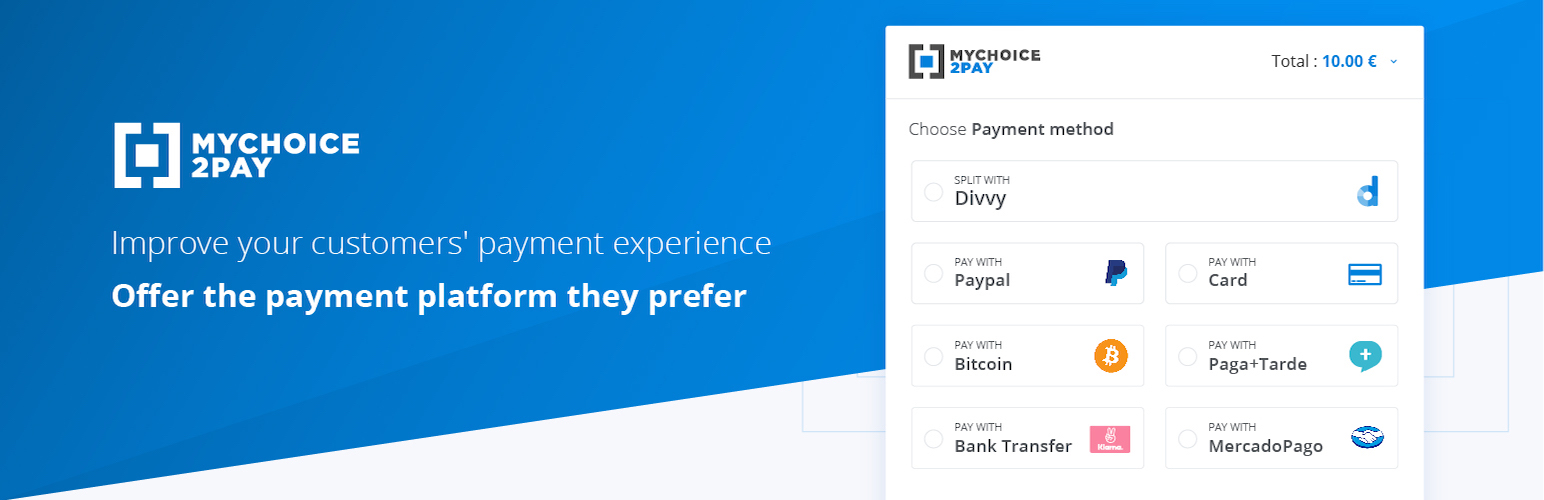 MYCHOICE
2PAY
Improve your customers' payment experience
Offer the payment platform they prefer
MYCHOICE
2PAY
Total : 10.00 €
Choose Payment method
SPLIT WITH
Divvy
PAY WITH
Paypal
PAY WITH
Card
PAY WITH
Bitcoin
PAY WITH
Paga+Tarde
PAY WITH
Bank Transfer
Klarna.
PAY WITH
MercadoPago